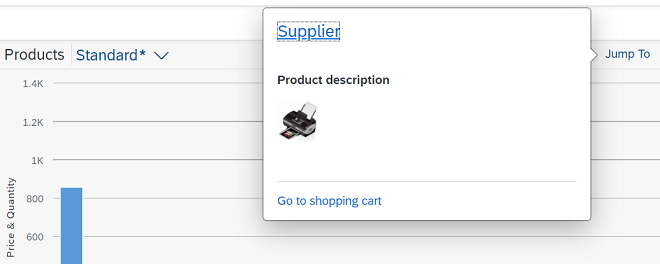 Supplier
Products Standard* Jump To
Product description
1.4K
1.2K
1K
800
600
Price & Quantity
Go to shopping cart